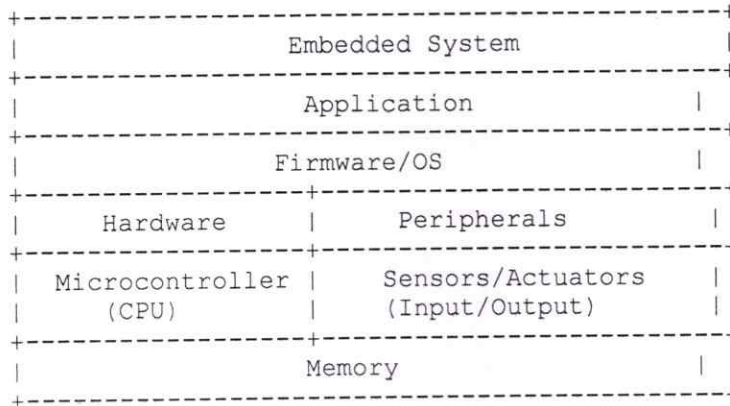 Embedded System
Application
Firmware/OS
Hardware | Peripherals
Microcontroller | Sensors/Actuators
(CPU) | (Input/Output)
Memory